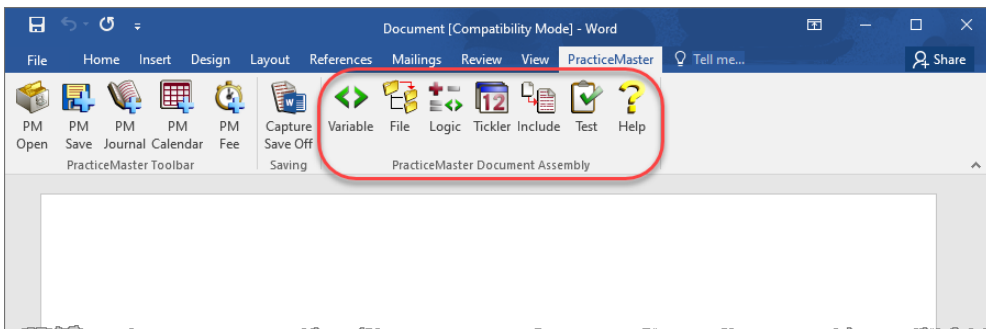 Document [Compatibility Mode] - Word
File Home Insert Design Layout References Mailings Review View PracticeMaster Tell me... Share
PM PM PM PM PM Capture Variable File Logic Tickler Include Test Help
Open Save Journal Calendar Fee Save Off
PracticeMaster Toolbar Saving PracticeMaster Document Assembly